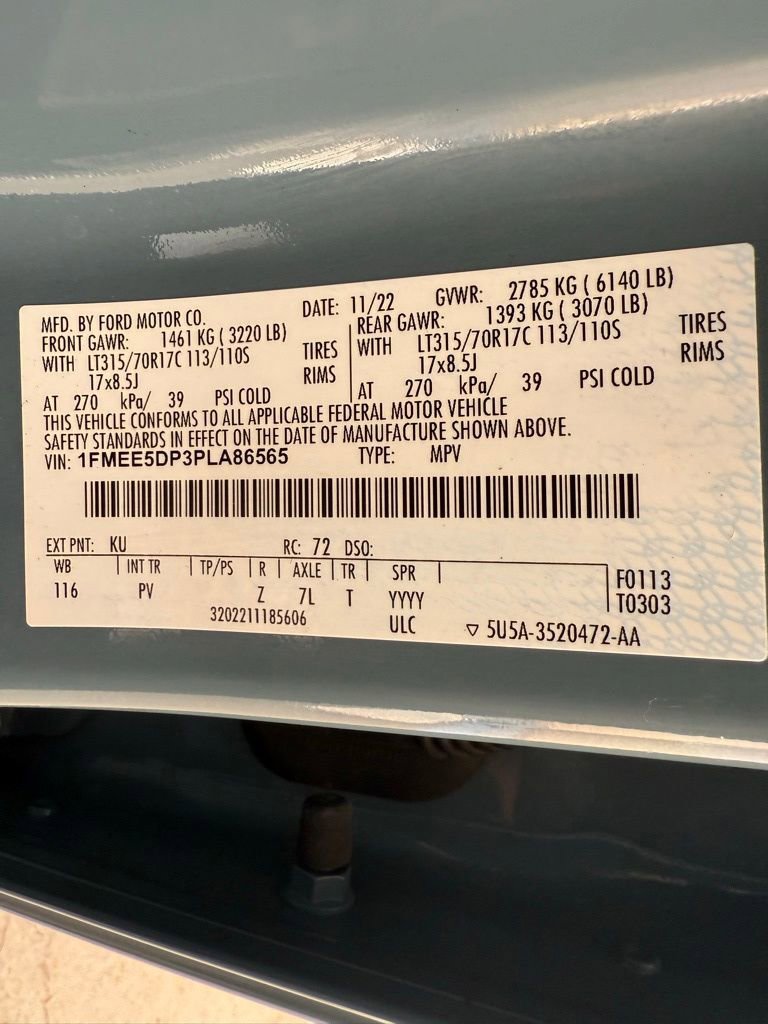 MFD. BY FORD MOTOR CO. DATE: 11/22 GVWR: 2785 KG ( 6140 LB)
FRONT GAWR: 1461 KG ( 3220 LB) REAR GAWR: 1393 KG ( 3070 LB)
WITH LT315/70R17C 113/110S TIRES WITH LT315/70R17C 113/110S TIRES
17x8.5J RIMS 17x8.5J RIMS
AT 270 kPa/ 39 PSI COLD AT 270 kPa/ 39 PSI COLD
THIS VEHICLE CONFORMS TO ALL APPLICABLE FEDERAL MOTOR VEHICLE
SAFETY STANDARDS IN EFFECT ON THE DATE OF MANUFACTURE SHOWN ABOVE.
VIN: 1FMEE5DP3PLA86565 TYPE: MPV
EXT PNT: KU RC: 72 DSO:
WB INT TR TP/PS R AXLE TR SPR F0113
116 PV Z 7L T YYYY T0303
3202211185606 ULC ▽ 5U5A-3520472-AA